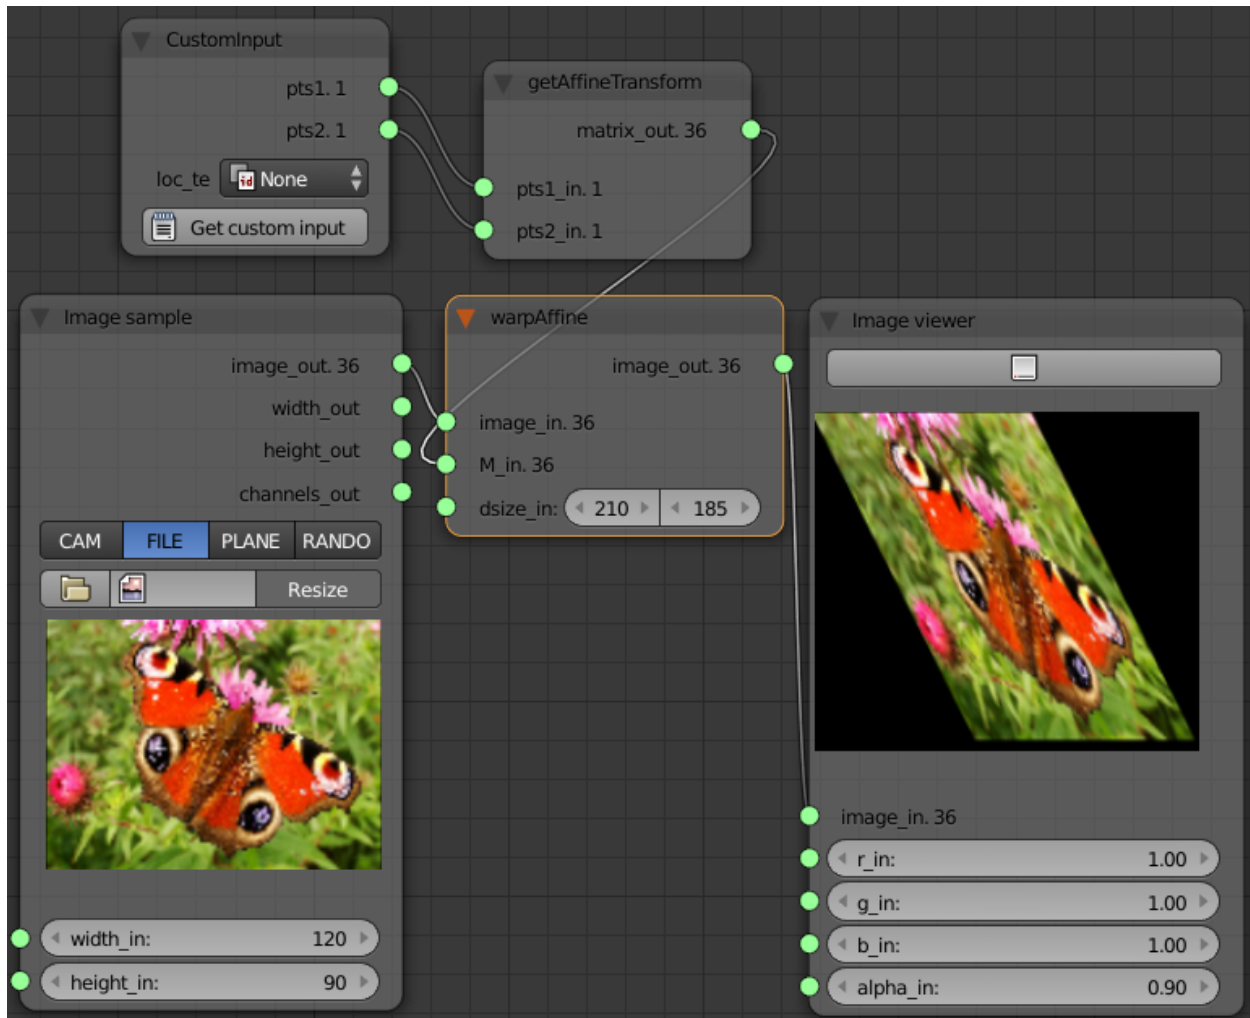 CustomInput
pts1. 1
pts2. 1
loc_te None
Get custom input
getAffineTransform
matrix_out. 36
pts1_in. 1
pts2_in. 1
Image sample
image_out. 36
width_out
height_out
channels_out
CAM FILE PLANE RANDO
Resize
width_in: 120
height_in: 90
warpAffine
image_out. 36
image_in. 36
M_in. 36
dsize_in: 210 185
Image viewer
image_in. 36
r_in: 1.00
g_in: 1.00
b_in: 1.00
alpha_in: 0.90